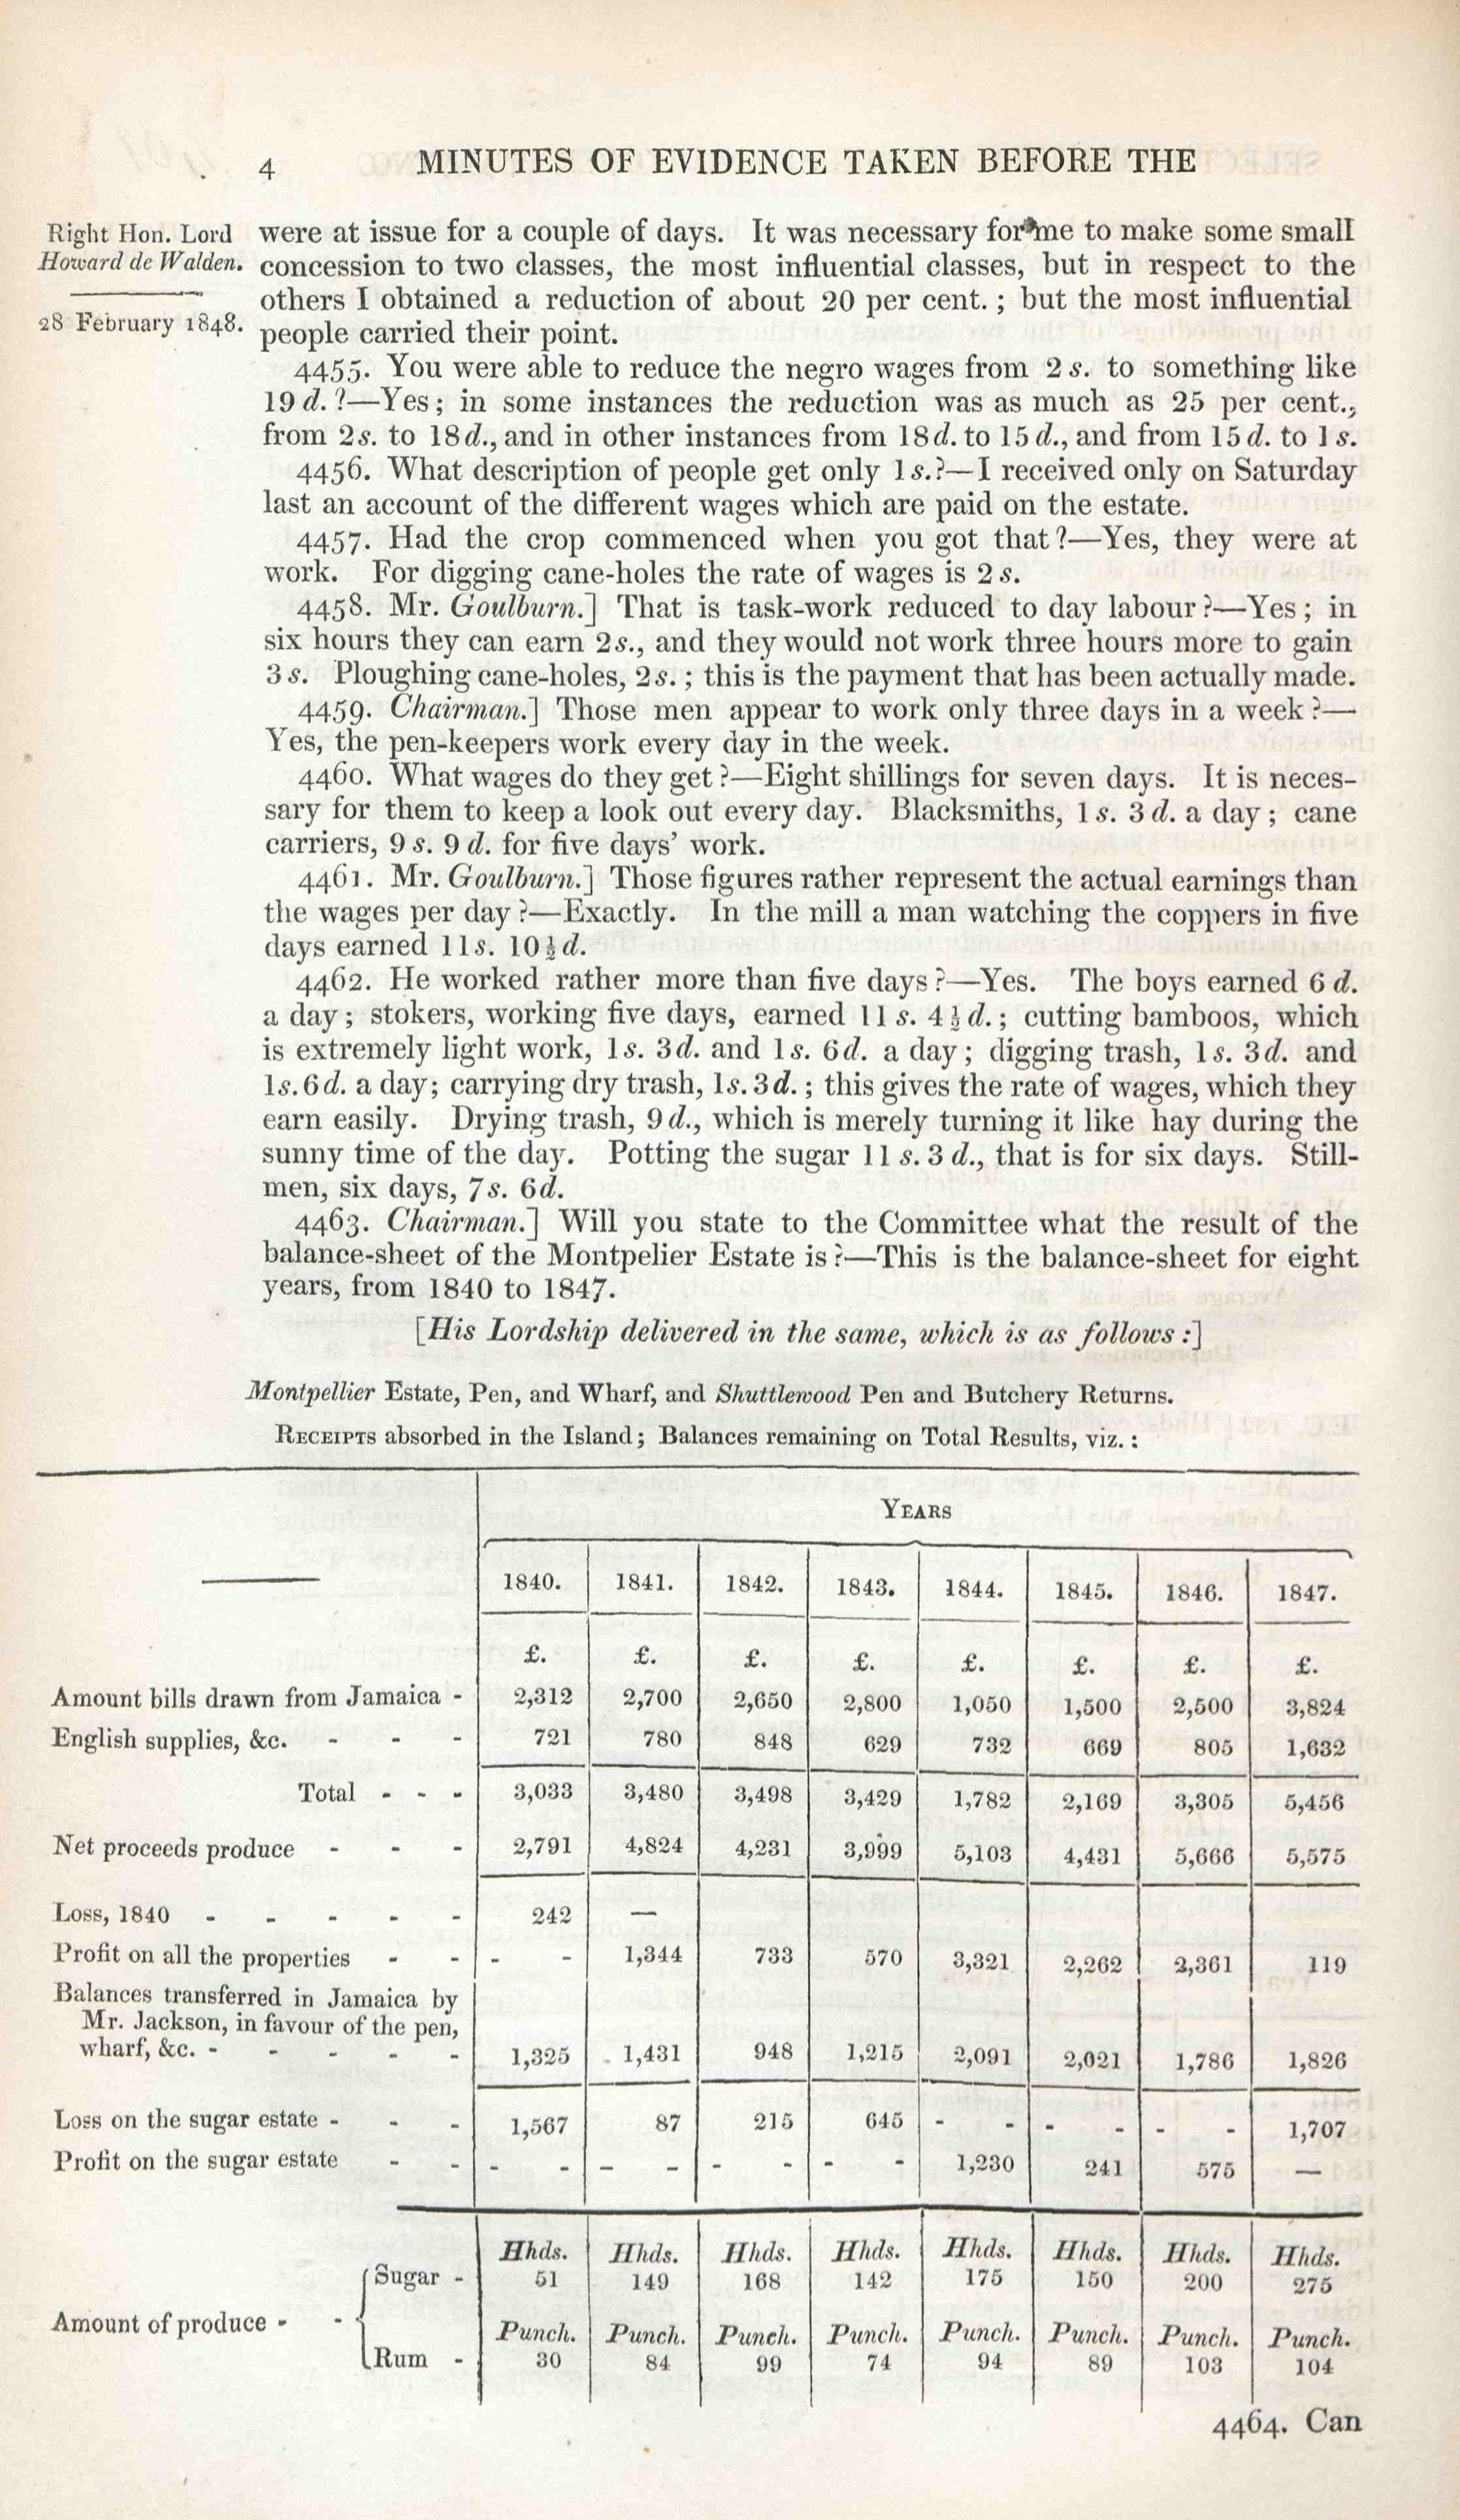 4 MINUTES OF EVIDENCE TAKEN BEFORE THE
Right Hon. Lord
Howard de Walden.
28 February 1848.
were at issue for a couple of days. It was necessary for me to make some small
concession to two classes, the most influential classes, but in respect to the
others I obtained a reduction of about 20 per cent.; but the most influential
people carried their point.
4455. You were able to reduce the negro wages from 2 s. to something like
19 d.?—Yes; in some instances the reduction was as much as 25 per cent.,
from 2s. to 18d., and in other instances from 18d. to 15d., and from 15d. to 1s.
4456. What description of people get only 1s.?—I received only on Saturday
last an account of the different wages which are paid on the estate.
4457. Had the crop commenced when you got that?—Yes, they were at
work. For digging cane-holes the rate of wages is 2 s.
4458. Mr. Goulburn.] That is task-work reduced to day labour?—Yes; in
six hours they can earn 2s., and they would not work three hours more to gain
3 s. Ploughing cane-holes, 2s.; this is the payment that has been actually made.
4459. Chairman.] Those men appear to work only three days in a week?—
Yes, the pen-keepers work every day in the week.
4460. What wages do they get?—Eight shillings for seven days. It is neces-
sary for them to keep a look out every day. Blacksmiths, 1s. 3d. a day; cane
carriers, 9s. 9d. for five days' work.
4461. Mr. Goulburn.] Those figures rather represent the actual earnings than
the wages per day?—Exactly. In the mill a man watching the coppers in five
days earned 11s. 10½d.
4462. He worked rather more than five days?—Yes. The boys earned 6 d.
a day; stokers, working five days, earned 11 s. 4½ d.; cutting bamboos, which
is extremely light work, 1s. 3d. and 1s. 6d. a day; digging trash, 1s. 3d. and
1s. 6d. a day; carrying dry trash, 1s. 3d.; this gives the rate of wages, which they
earn easily. Drying trash, 9d., which is merely turning it like hay during the
sunny time of the day. Potting the sugar 11 s. 3 d., that is for six days. Still-
men, six days, 7s. 6d.
4463. Chairman.] Will you state to the Committee what the result of the
balance-sheet of the Montpelier Estate is?—This is the balance-sheet for eight
years, from 1840 to 1847.
[His Lordship delivered in the same, which is as follows:]
Montpellier Estate, Pen, and Wharf, and Shuttlewood Pen and Butchery Returns.
RECEIPTS absorbed in the Island; Balances remaining on Total Results, viz.:
YEARS
1840. 1841. 1842. 1843. 1844. 1845. 1846. 1847.
£. £. £. £. £. £. £. £.
Amount bills drawn from Jamaica - 2,312 2,700 2,650 2,800 1,050 1,500 2,500 3,824
English supplies, &c. - - - 721 780 848 629 732 669 805 1,632
Total - - - 3,033 3,480 3,498 3,429 1,782 2,169 3,305 5,456
Net proceeds produce - - - 2,791 4,824 4,231 3,999 5,103 4,431 5,666 5,575
Loss, 1840 - - - - - 242 —
Profit on all the properties - - - - 1,344 733 570 3,321 2,262 2,361 119
Balances transferred in Jamaica by
Mr. Jackson, in favour of the pen,
wharf, &c. - - - - - 1,325 1,431 948 1,215 2,091 2,021 1,786 1,826
Loss on the sugar estate - - - 1,567 87 215 645 - - - - - - 1,707
Profit on the sugar estate - - - - - - - - - - 1,230 241 575 —
Hhds. Hhds. Hhds. Hhds. Hhds. Hhds. Hhds. Hhds.
Sugar - 51 149 168 142 175 150 200 275
Amount of produce - -
Punch. Punch. Punch. Punch. Punch. Punch. Punch. Punch.
Rum - 30 84 99 74 94 89 103 104
4464. Can